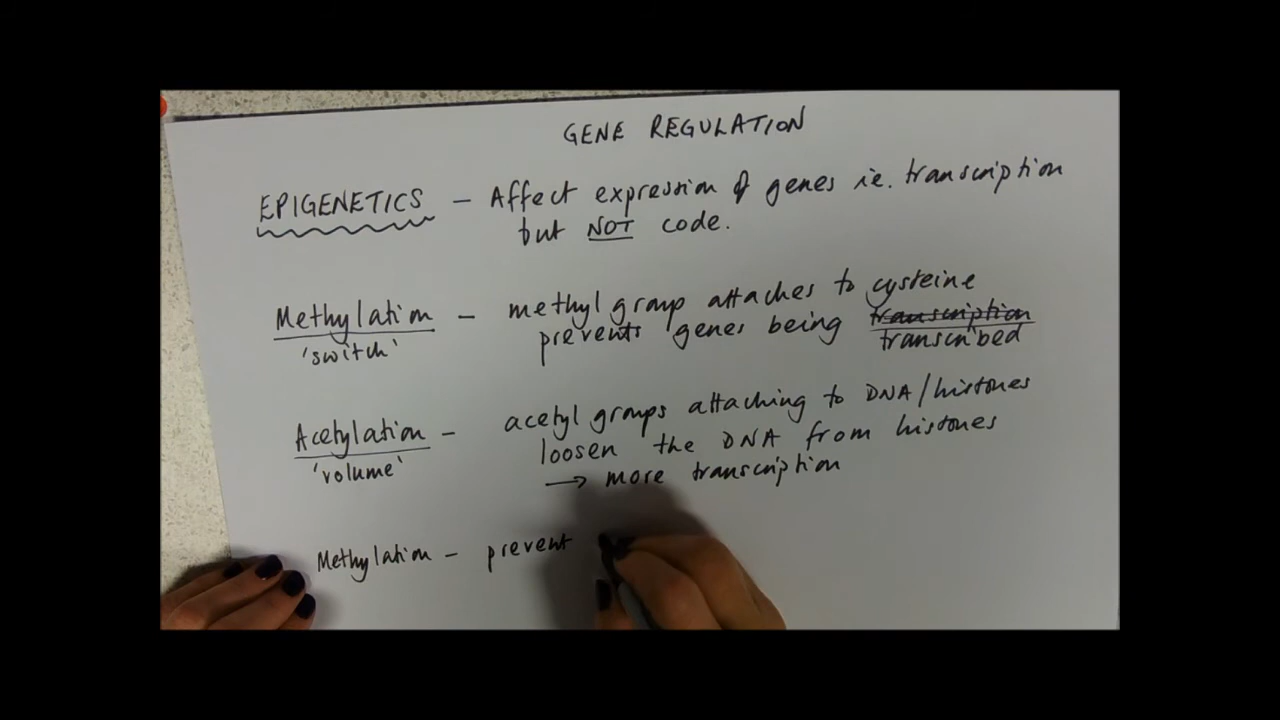 GENE REGULATION
EPIGENETICS - Affect expression of genes i.e. transcription
but NOT code.
Methylation - methyl group attaches to cysteine
'switch' prevents genes being transcription
transcribed
Acetylation - acetyl groups attaching to DNA/histones
'volume' loosen the DNA from histones
→ more transcription
Methylation - prevent